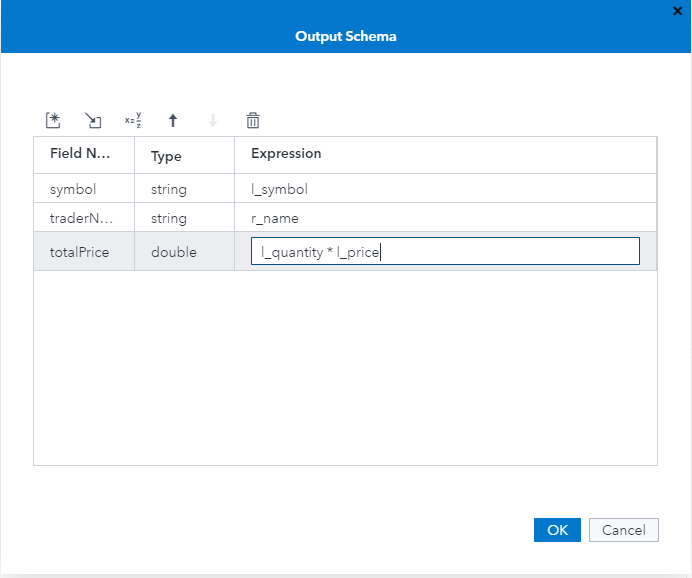 Output Schema
Field N... Type Expression
symbol string l_symbol
traderN... string r_name
totalPrice double l_quantity * l_price
OK Cancel